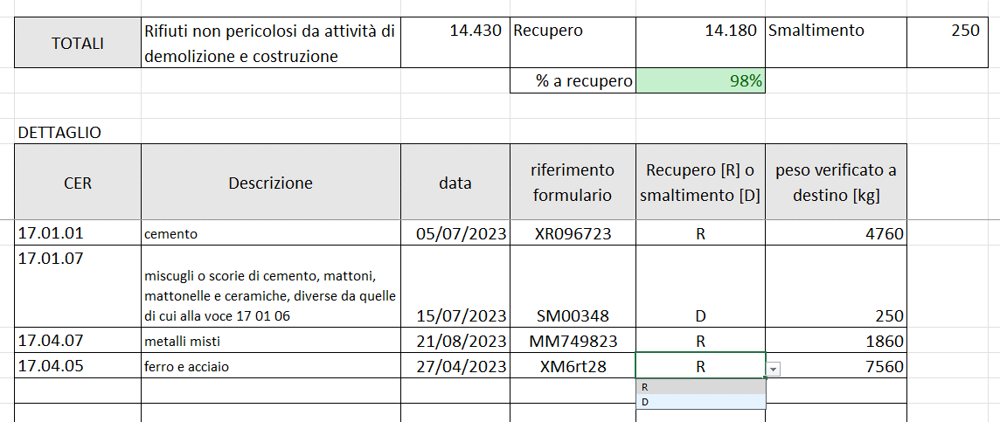 TOTALI Rifiuti non pericolosi da attività di 14.430 Recupero 14.180 Smaltimento 250
demolizione e costruzione
% a recupero 98%
DETTAGLIO
CER Descrizione data riferimento Recupero [R] o peso verificato a
formulario smaltimento [D] destino [kg]
17.01.01 cemento 05/07/2023 XR096723 R 4760
17.01.07
miscugli o scorie di cemento, mattoni,
mattonelle e ceramiche, diverse da quelle
di cui alla voce 17 01 06 15/07/2023 SM00348 D 250
17.04.07 metalli misti 21/08/2023 MM749823 R 1860
17.04.05 ferro e acciaio 27/04/2023 XM6rt28 R 7560
R
D